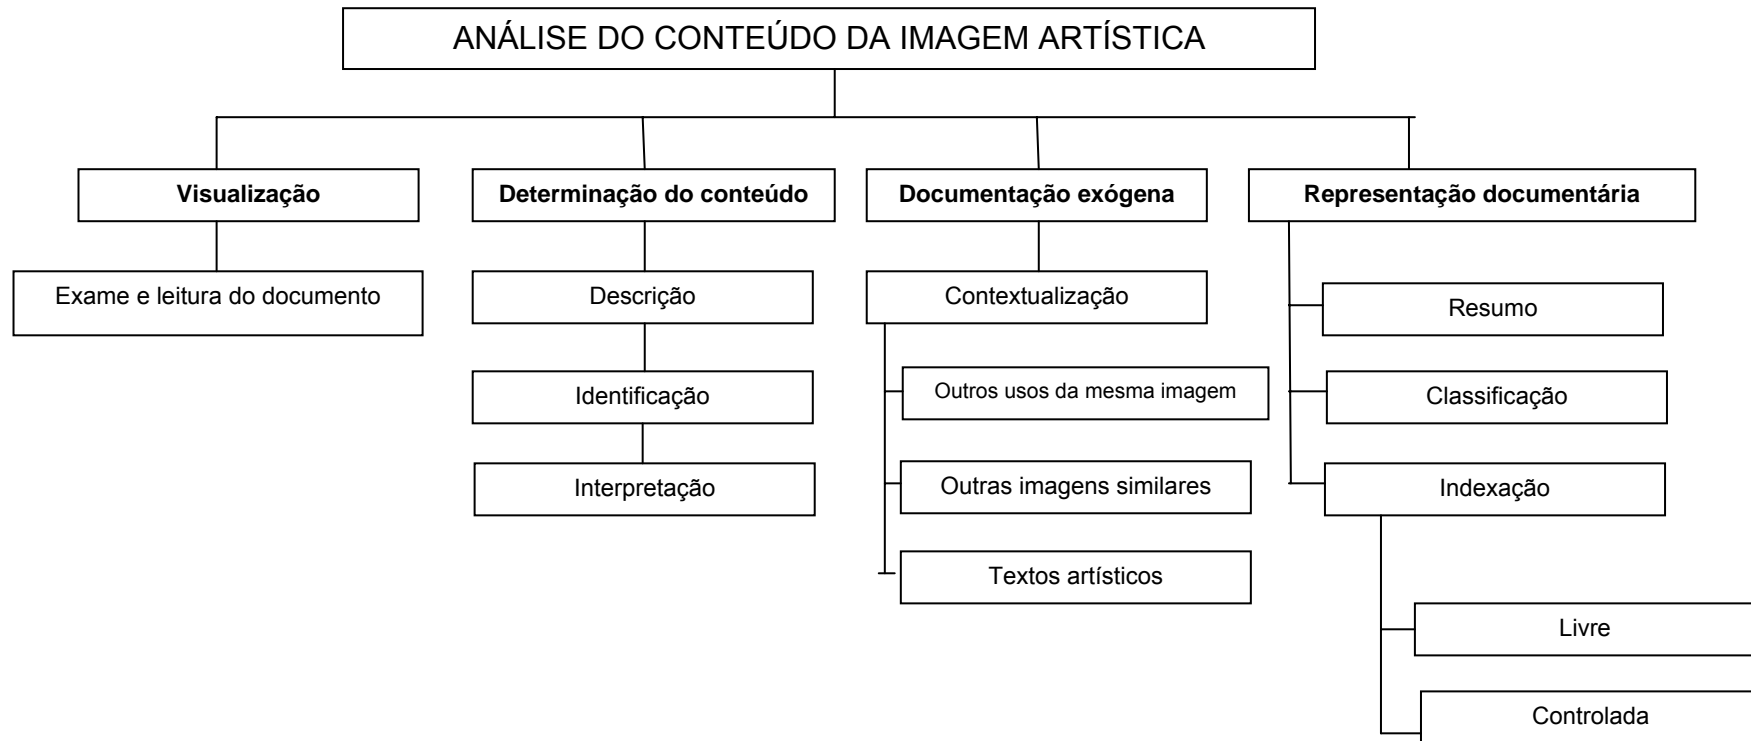 ANÁLISE DO CONTEÚDO DA IMAGEM ARTÍSTICA
Visualização
Determinação do conteúdo
Documentação exógena
Representação documentária
Exame e leitura do documento
Descrição
Contextualização
Resumo
Identificação
Outros usos da mesma imagem
Classificação
Interpretação
Outras imagens similares
Indexação
Textos artísticos
Livre
Controlada